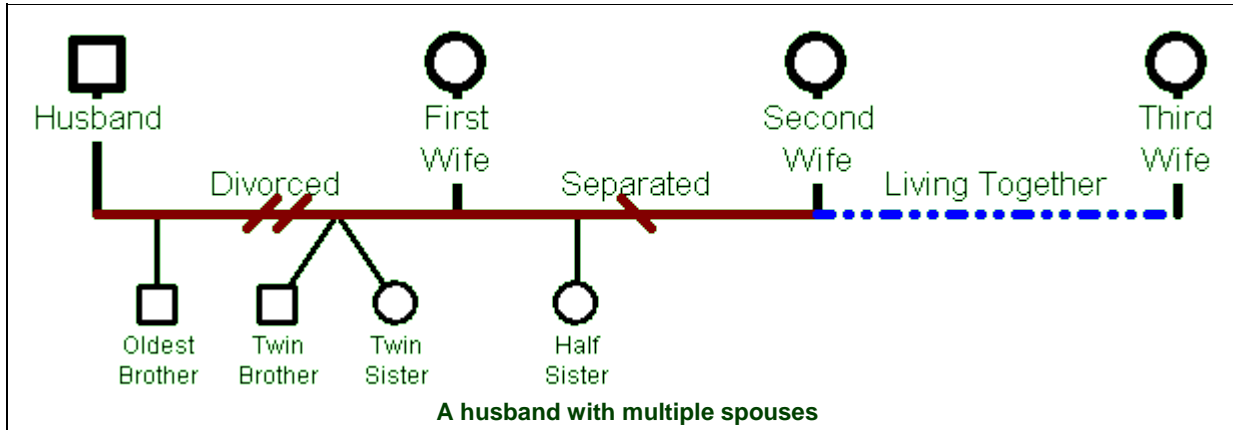 Husband
First
Wife
Second
Wife
Third
Wife
Divorced
Separated
Living Together
Oldest
Brother
Twin
Brother
Twin
Sister
Half
Sister
A husband with multiple spouses